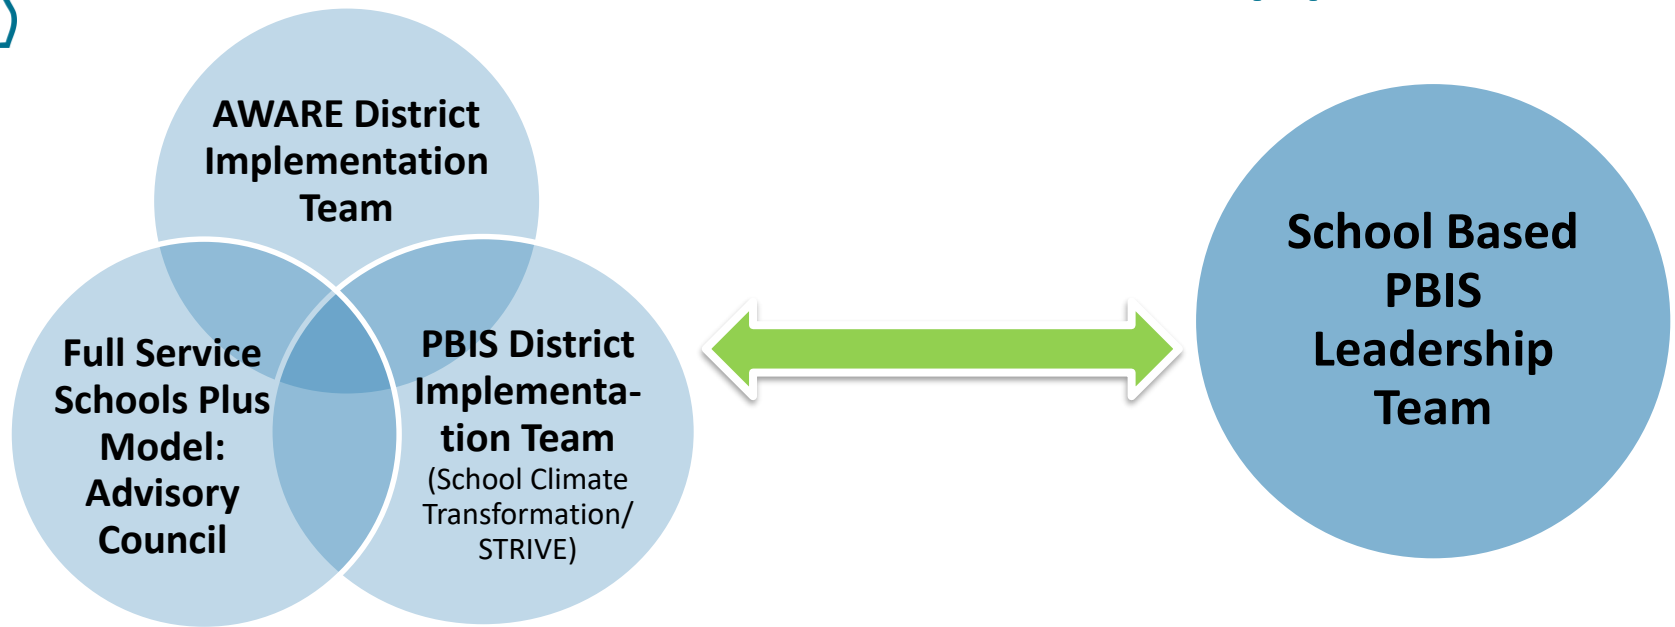 AWARE District
Implementation
Team
Full Service
Schools Plus
Model:
Advisory
Council
PBIS District
Implementa-
tion Team
(School Climate
Transformation/
STRIVE)
School Based
PBIS
Leadership
Team